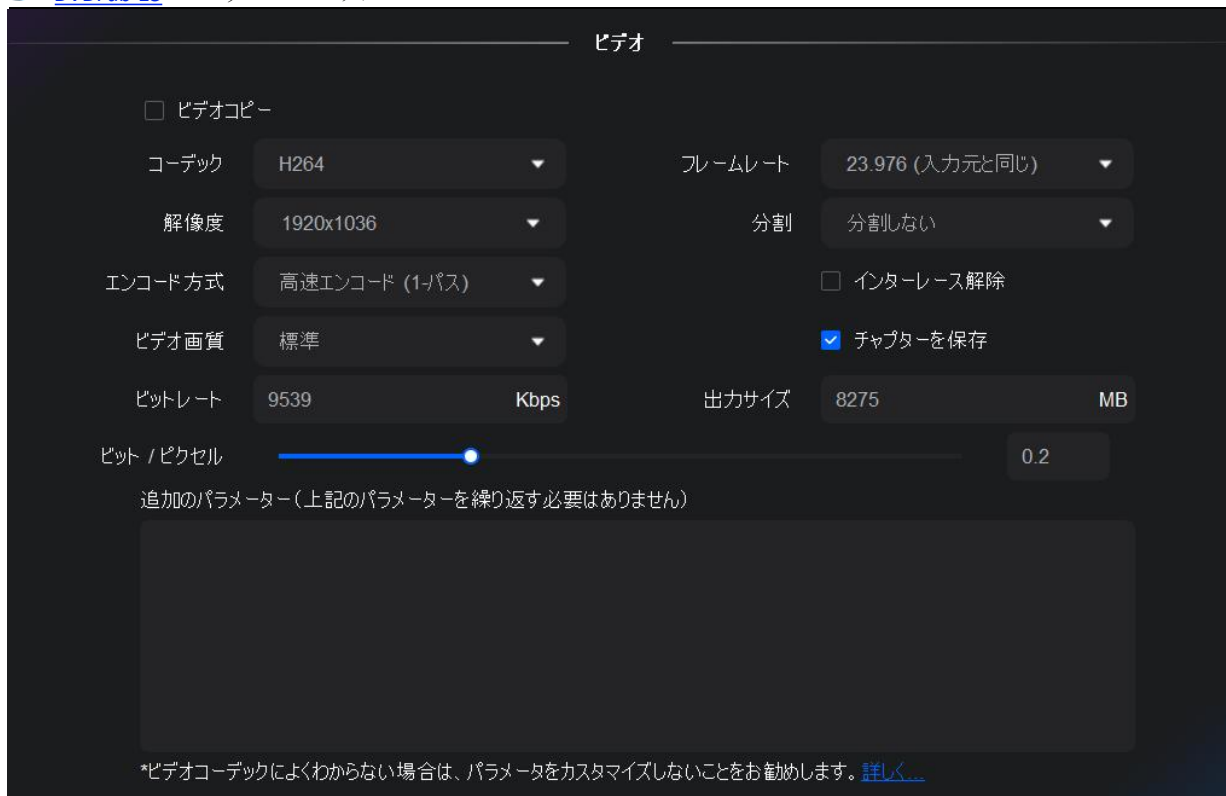 ビデオ
ビデオコピー
コーデック H264 フレームレート 23.976 (入力元と同じ)
解像度 1920x1036 分割 分割しない
エンコード方式 高速エンコード (1-パス) インターレース解除
ビデオ画質 標準 チャプターを保存
ビットレート 9539 Kbps 出力サイズ 8275 MB
ビット / ピクセル 0.2
追加のパラメーター(上記のパラメーターを繰り返す必要はありません)
*ビデオコーデックによくわからない場合は、パラメータをカスタマイズしないことをお勧めします。詳しく...